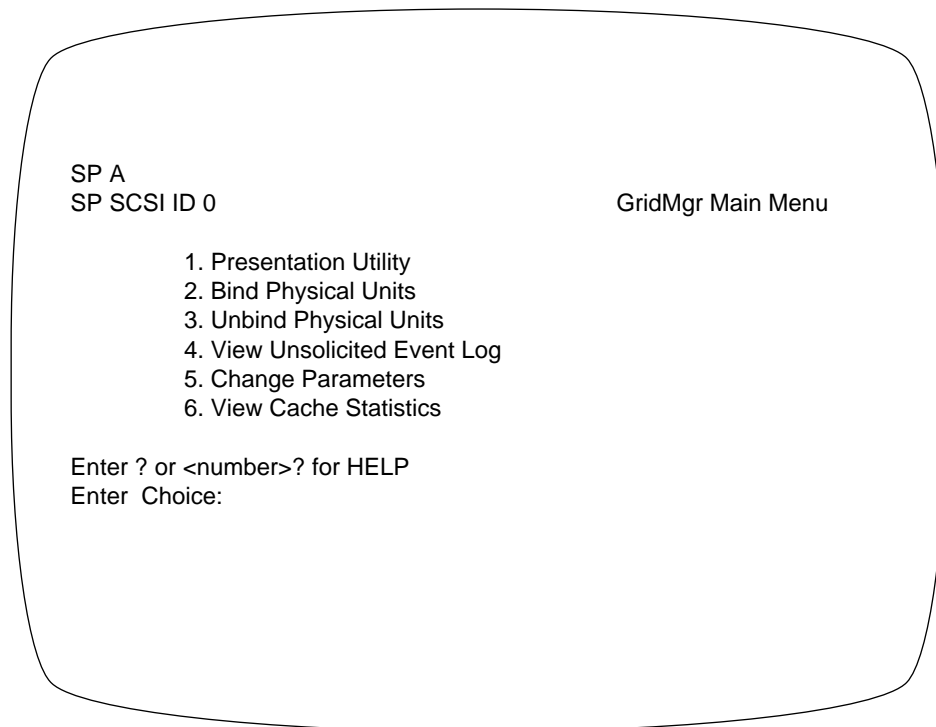 SP A
SP SCSI ID 0 GridMgr Main Menu
1. Presentation Utility
2. Bind Physical Units
3. Unbind Physical Units
4. View Unsolicited Event Log
5. Change Parameters
6. View Cache Statistics
Enter ? or <number>? for HELP
Enter  Choice: